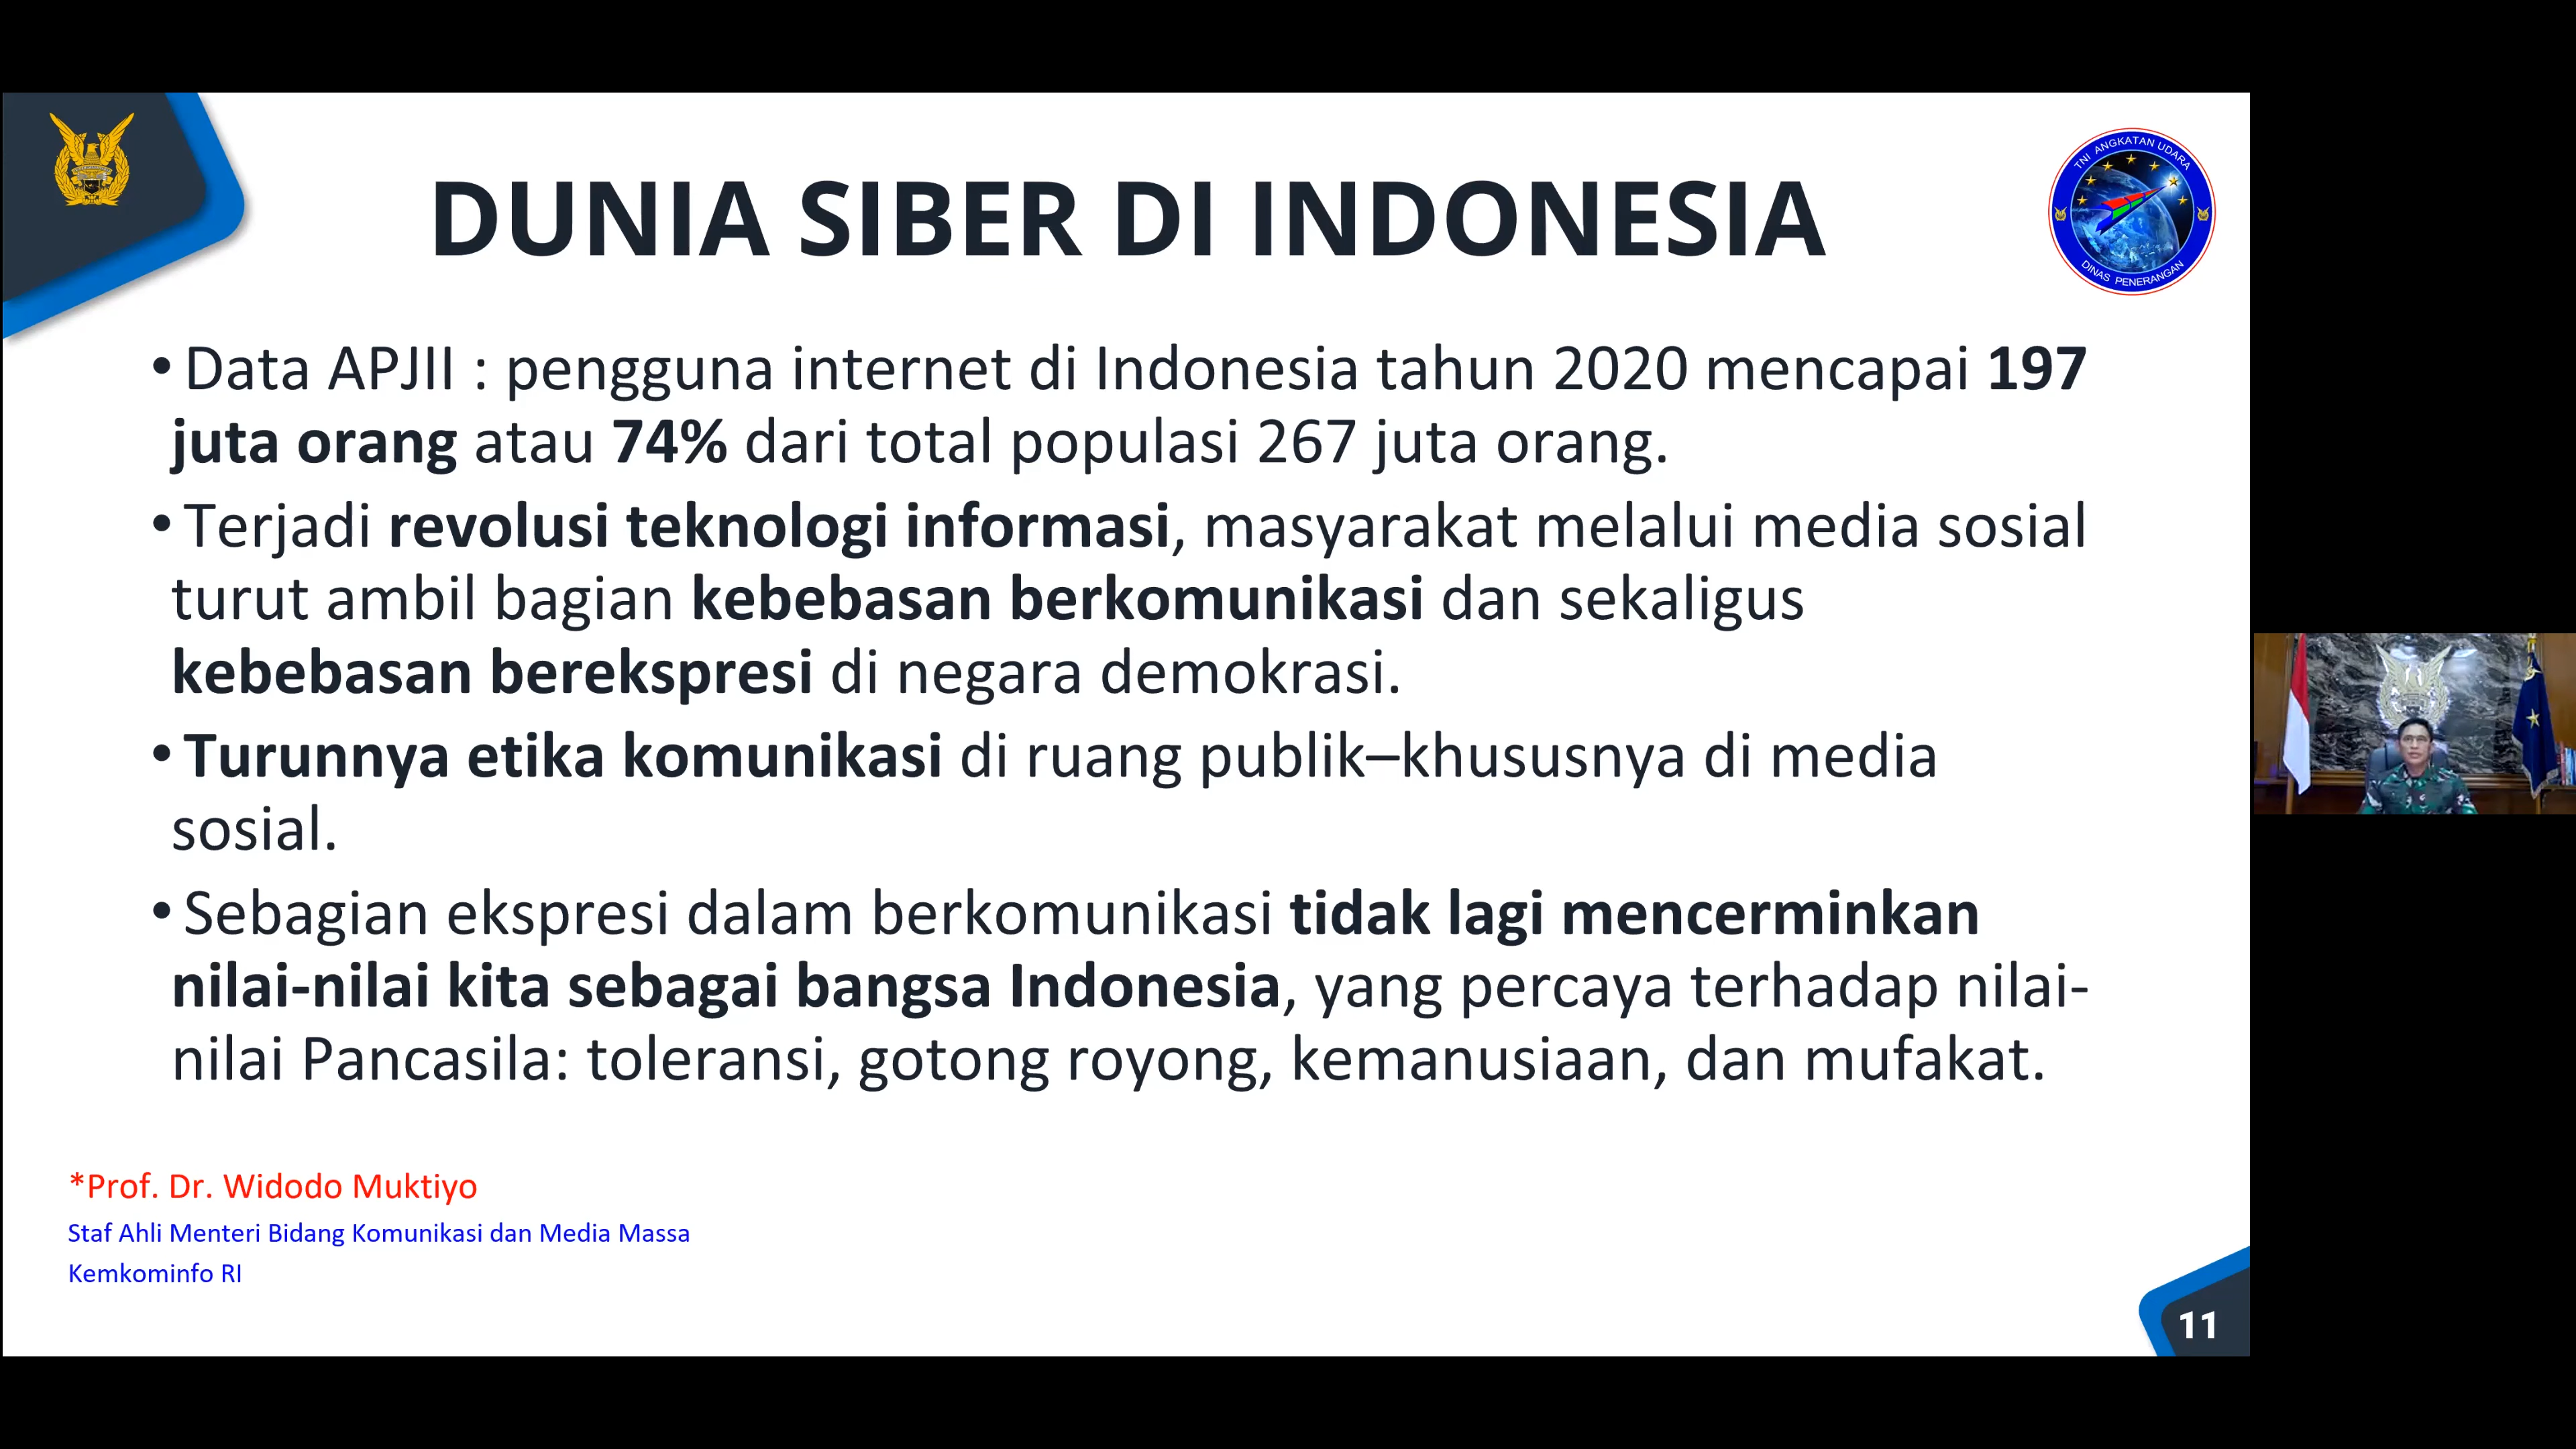 TNI ANGKATAN UDARA
DINAS PENERANGAN
DUNIA SIBER DI INDONESIA
• Data APJII : pengguna internet di Indonesia tahun 2020 mencapai 197
juta orang atau 74% dari total populasi 267 juta orang.
• Terjadi revolusi teknologi informasi, masyarakat melalui media sosial
turut ambil bagian kebebasan berkomunikasi dan sekaligus
kebebasan berekspresi di negara demokrasi.
• Turunnya etika komunikasi di ruang publik–khususnya di media
sosial.
• Sebagian ekspresi dalam berkomunikasi tidak lagi mencerminkan
nilai-nilai kita sebagai bangsa Indonesia, yang percaya terhadap nilai-
nilai Pancasila: toleransi, gotong royong, kemanusiaan, dan mufakat.
*Prof. Dr. Widodo Muktiyo
Staf Ahli Menteri Bidang Komunikasi dan Media Massa
Kemkominfo RI
11